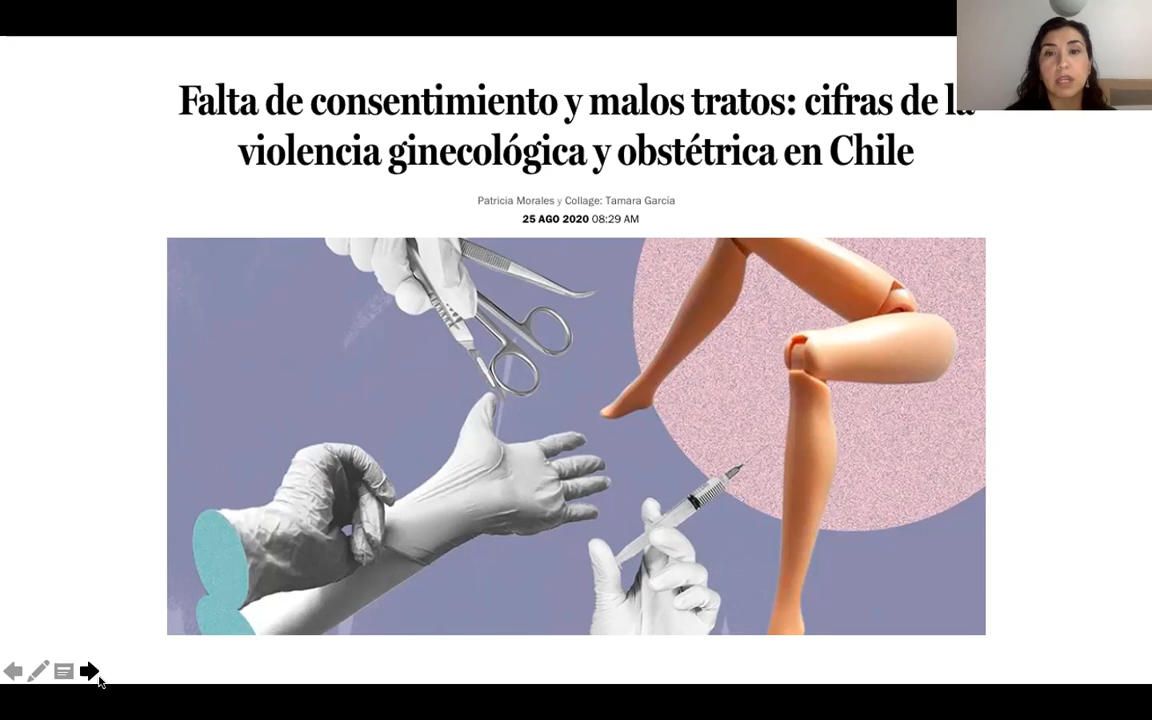 Falta de consentimiento y malos tratos: cifras de la
violencia ginecológica y obstétrica en Chile
Patricia Morales y Collage: Tamara García
25 AGO 2020 08:29 AM